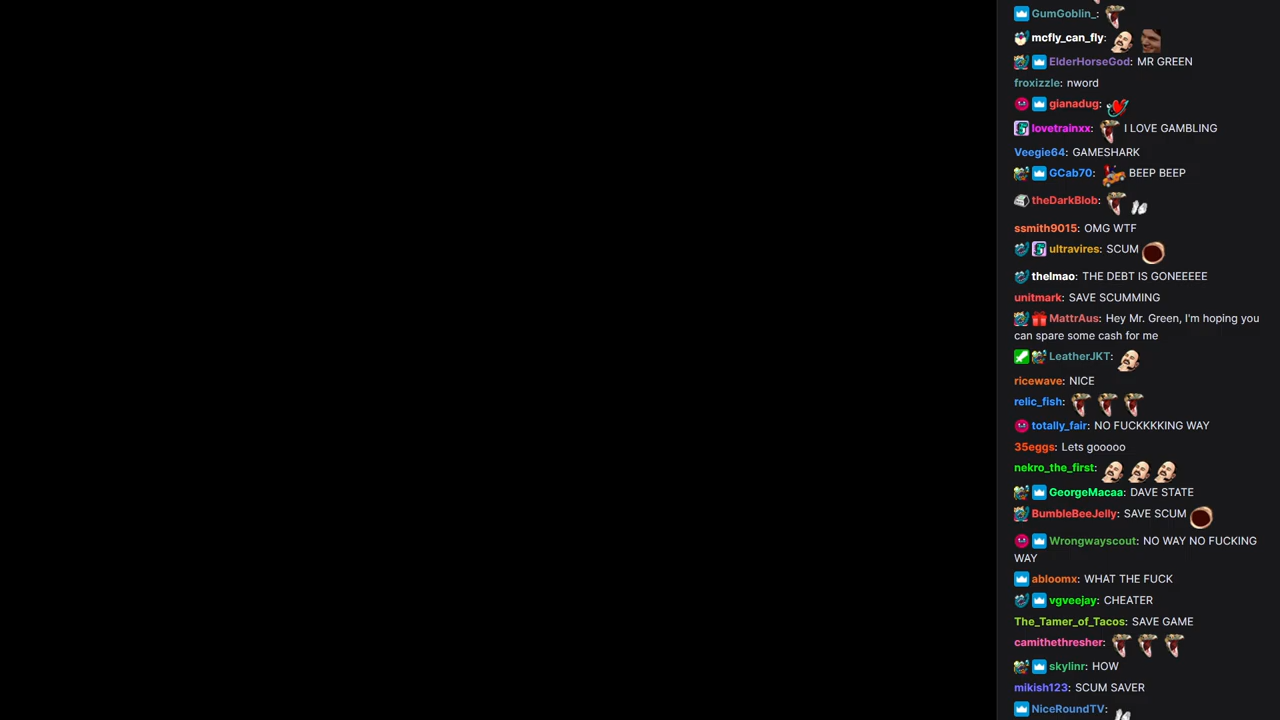 GumGoblin_:
mcfly_can_fly:
ElderHorseGod: MR GREEN
froxizzle: nword
gianadug:
lovetrainxx: I LOVE GAMBLING
Veegie64: GAMESHARK
GCab70: BEEP BEEP
theDarkBlob:
ssmith9015: OMG WTF
ultravires: SCUM
thelmao: THE DEBT IS GONEEEEE
unitmark: SAVE SCUMMING
MattrAus: Hey Mr. Green, I'm hoping you
can spare some cash for me
LeatherJKT:
ricewave: NICE
relic_fish:
totally_fair: NO FUCKKKKING WAY
35eggs: Lets gooooo
nekro_the_first:
GeorgeMacaa: DAVE STATE
BumbleBeeJelly: SAVE SCUM
Wrongwayscout: NO WAY NO FUCKING
WAY
abloomx: WHAT THE FUCK
vgveejay: CHEATER
The_Tamer_of_Tacos: SAVE GAME
camithethresher:
skylinr: HOW
mikish123: SCUM SAVER
NiceRoundTV: